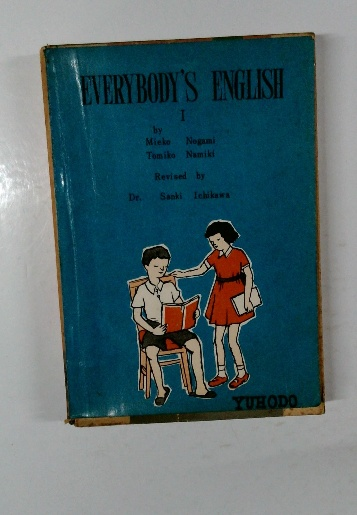 EVERYBODY'S ENGLISH
I
by
Mieko Nogami
Tomiko Namiki
Revised by
Dr. Sanki Ichikawa
YUHODO